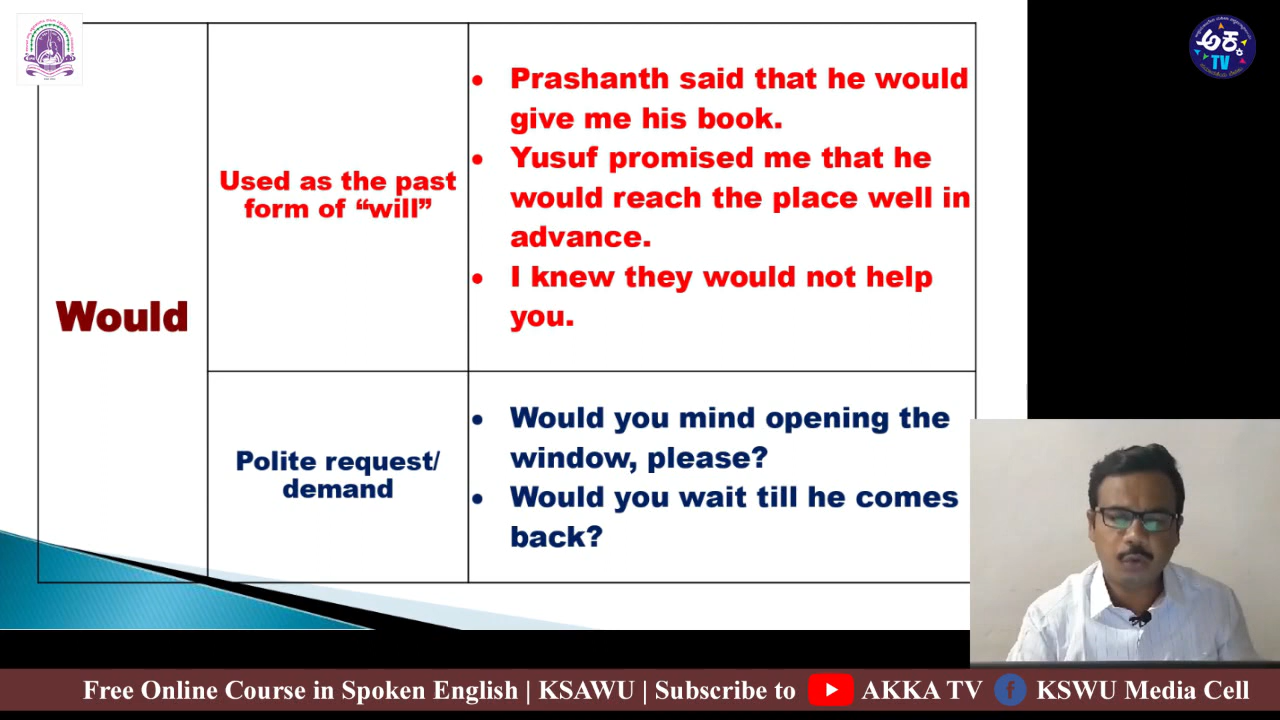 ಅಕ್ಕ
TV
Would
Used as the past
form of “will”
• Prashanth said that he would
give me his book.
• Yusuf promised me that he
would reach the place well in
advance.
• I knew they would not help
you.
Polite request/
demand
• Would you mind opening the
window, please?
• Would you wait till he comes
back?
Free Online Course in Spoken English | KSAWU | Subscribe to AKKA TV KSWU Media Cell